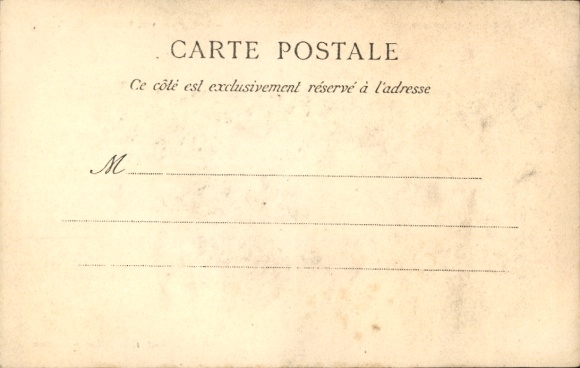 CARTE POSTALE
Ce côté est exclusivement réservé à l'adresse
M